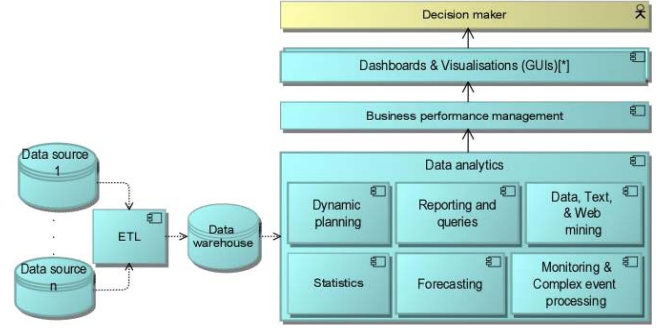 Decision maker
Dashboards & Visualisations (GUIs)[*]
Business performance management
Data analytics
Dynamic
planning
Reporting and
queries
Data, Text,
& Web
mining
Statistics
Forecasting
Monitoring &
Complex event
processing
Data source
1
.
.
.
Data source
n
ETL
Data
warehouse